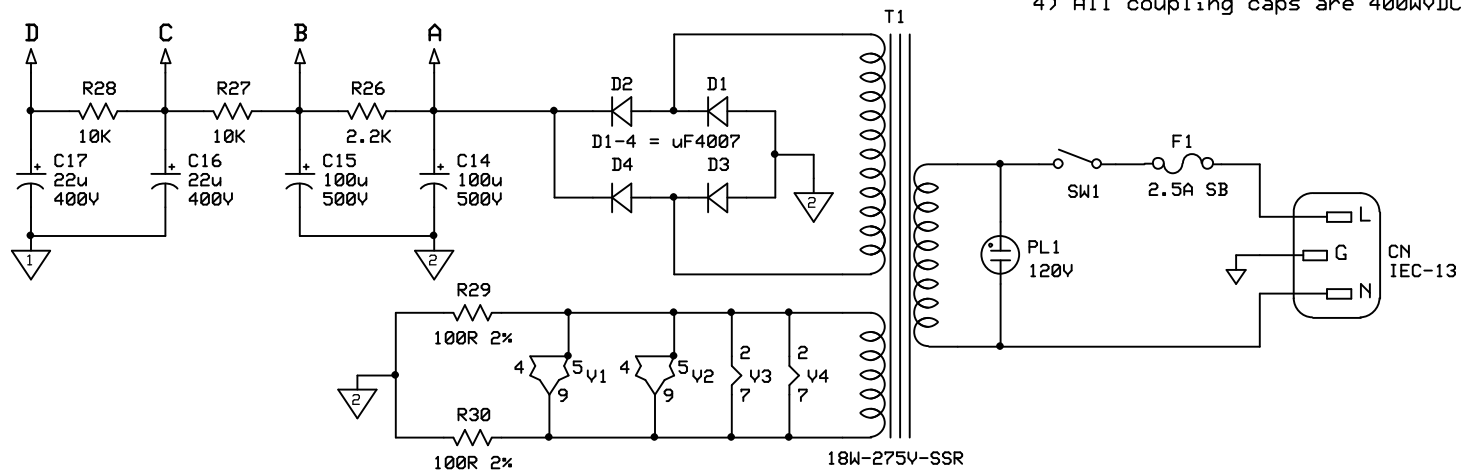 4) All coupling caps are 400WVDC
T1
D
C
B
A
R28
10K
R27
10K
R26
2.2K
D2
D1
D1-4 = uF4007
D4
D3
C17
22u
400V
C16
22u
400V
C15
100u
500V
C14
100u
500V
1
2
2
F1
2.5A SB
SW1
PL1
120V
L
G
N
CN
IEC-13
R29
100R 2%
4
5
V1
9
4
5
V2
9
2
V3
7
2
V4
7
2
R30
100R 2%
18W-275V-SSR